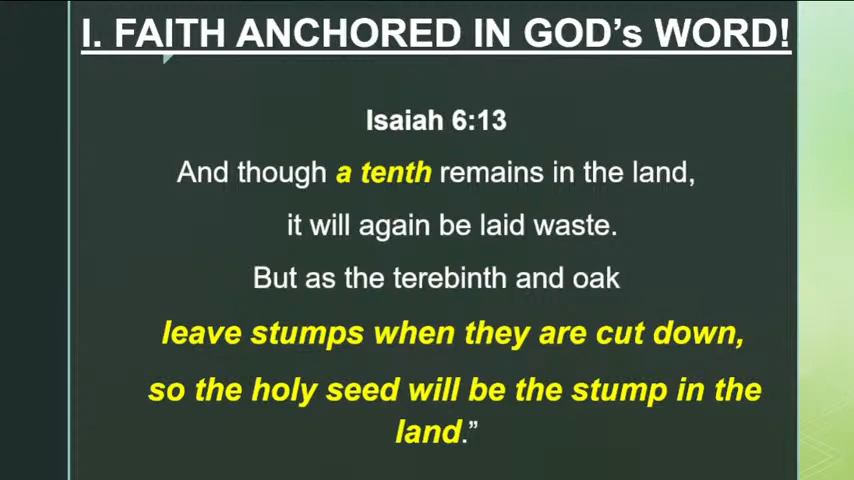 I. FAITH ANCHORED IN GOD's WORD!
Isaiah 6:13
And though a tenth remains in the land,
it will again be laid waste.
But as the terebinth and oak
leave stumps when they are cut down,
so the holy seed will be the stump in the
land.”